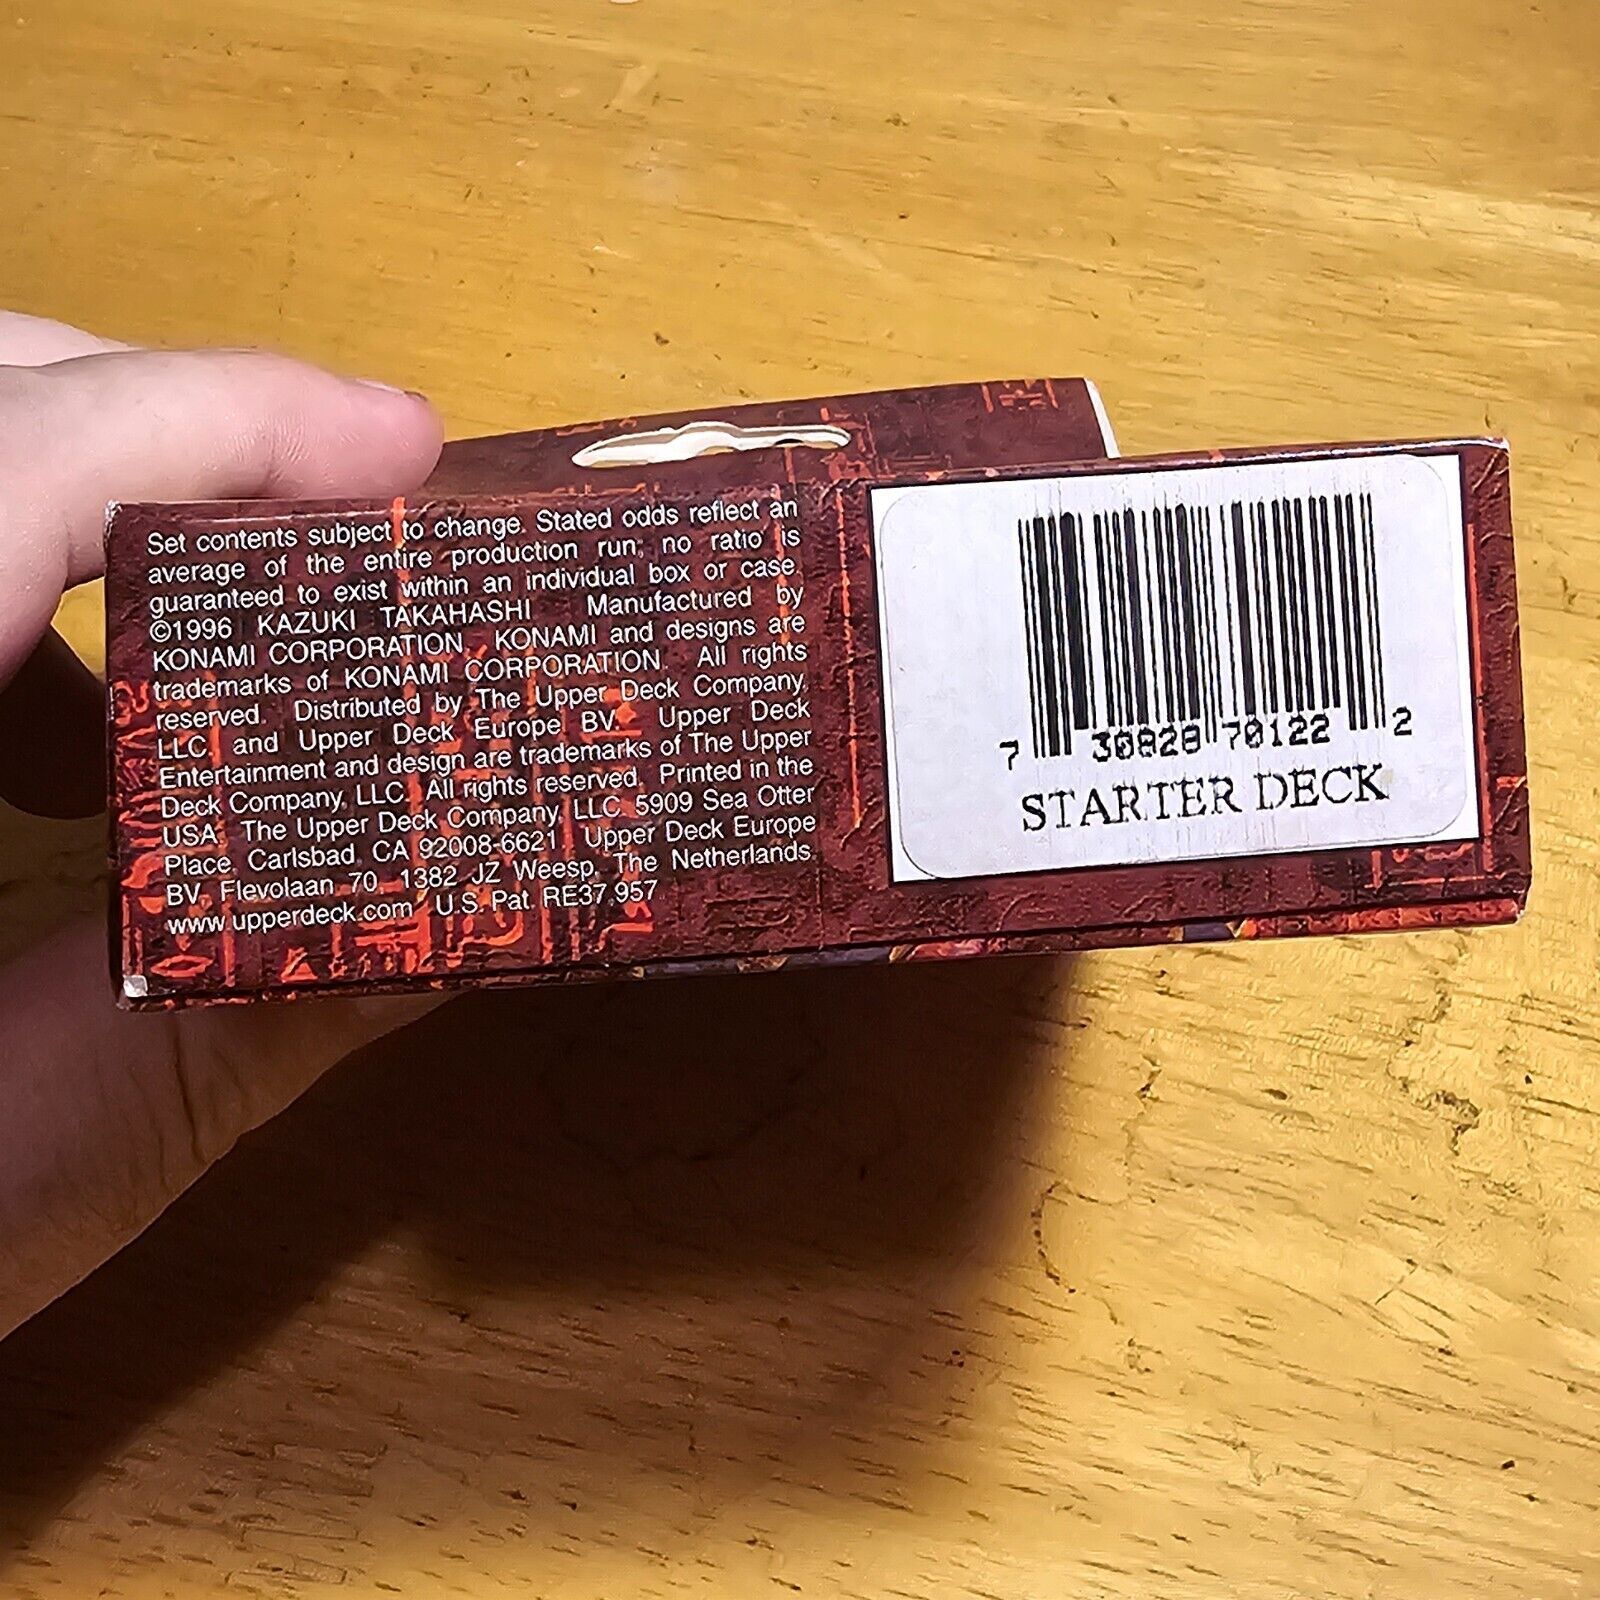 Set contents subject to change. Stated odds reflect an
average of the entire production run; no ratio is
guaranteed to exist within an individual box or case.
©1996 KAZUKI TAKAHASHI Manufactured by
KONAMI CORPORATION. KONAMI and designs are
trademarks of KONAMI CORPORATION. All rights
reserved. Distributed by The Upper Deck Company,
LLC. and Upper Deck Europe BV. Upper Deck
Entertainment and design are trademarks of The Upper
Deck Company, LLC. All rights reserved. Printed in the
USA. The Upper Deck Company, LLC. 5909 Sea Otter
Place, Carlsbad, CA 92008-6621 Upper Deck Europe
BV, Flevolaan 70, 1382 JZ Weesp, The Netherlands.
www.upperdeck.com U.S. Pat. RE37,957
7 30828 70122 2
STARTER DECK